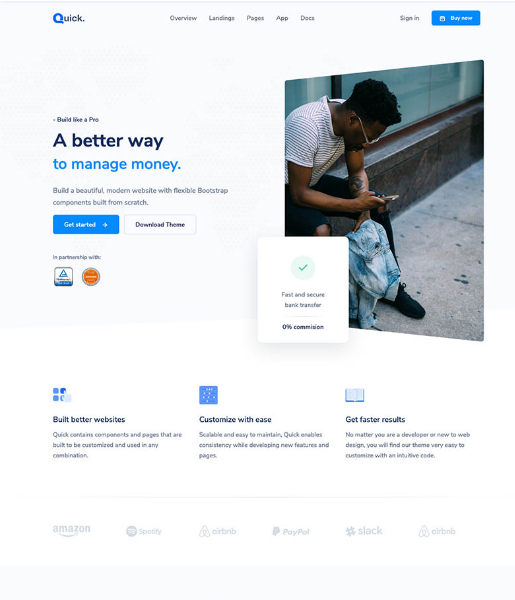 Quick.
Overview Landings Pages App Docs
Sign in
Buy now
Build like a Pro
A better way
to manage money.
Build a beautiful, modern website with flexible Bootstrap
components built from scratch.
Get started
Download Theme
In partnership with:
Fast and secure
bank transfer
0% commision
Built better websites
Quick contains components and pages that are
built to be customized and used in any
combination.
Customize with ease
Scalable and easy to maintain, Quick enables
consistency while developing new features and
pages.
Get faster results
No matter you are a developer or new to web
design, you will find our theme very easy to
customize with an intuitive code.
amazon
Spotify
airbnb
PayPal
slack
airbnb